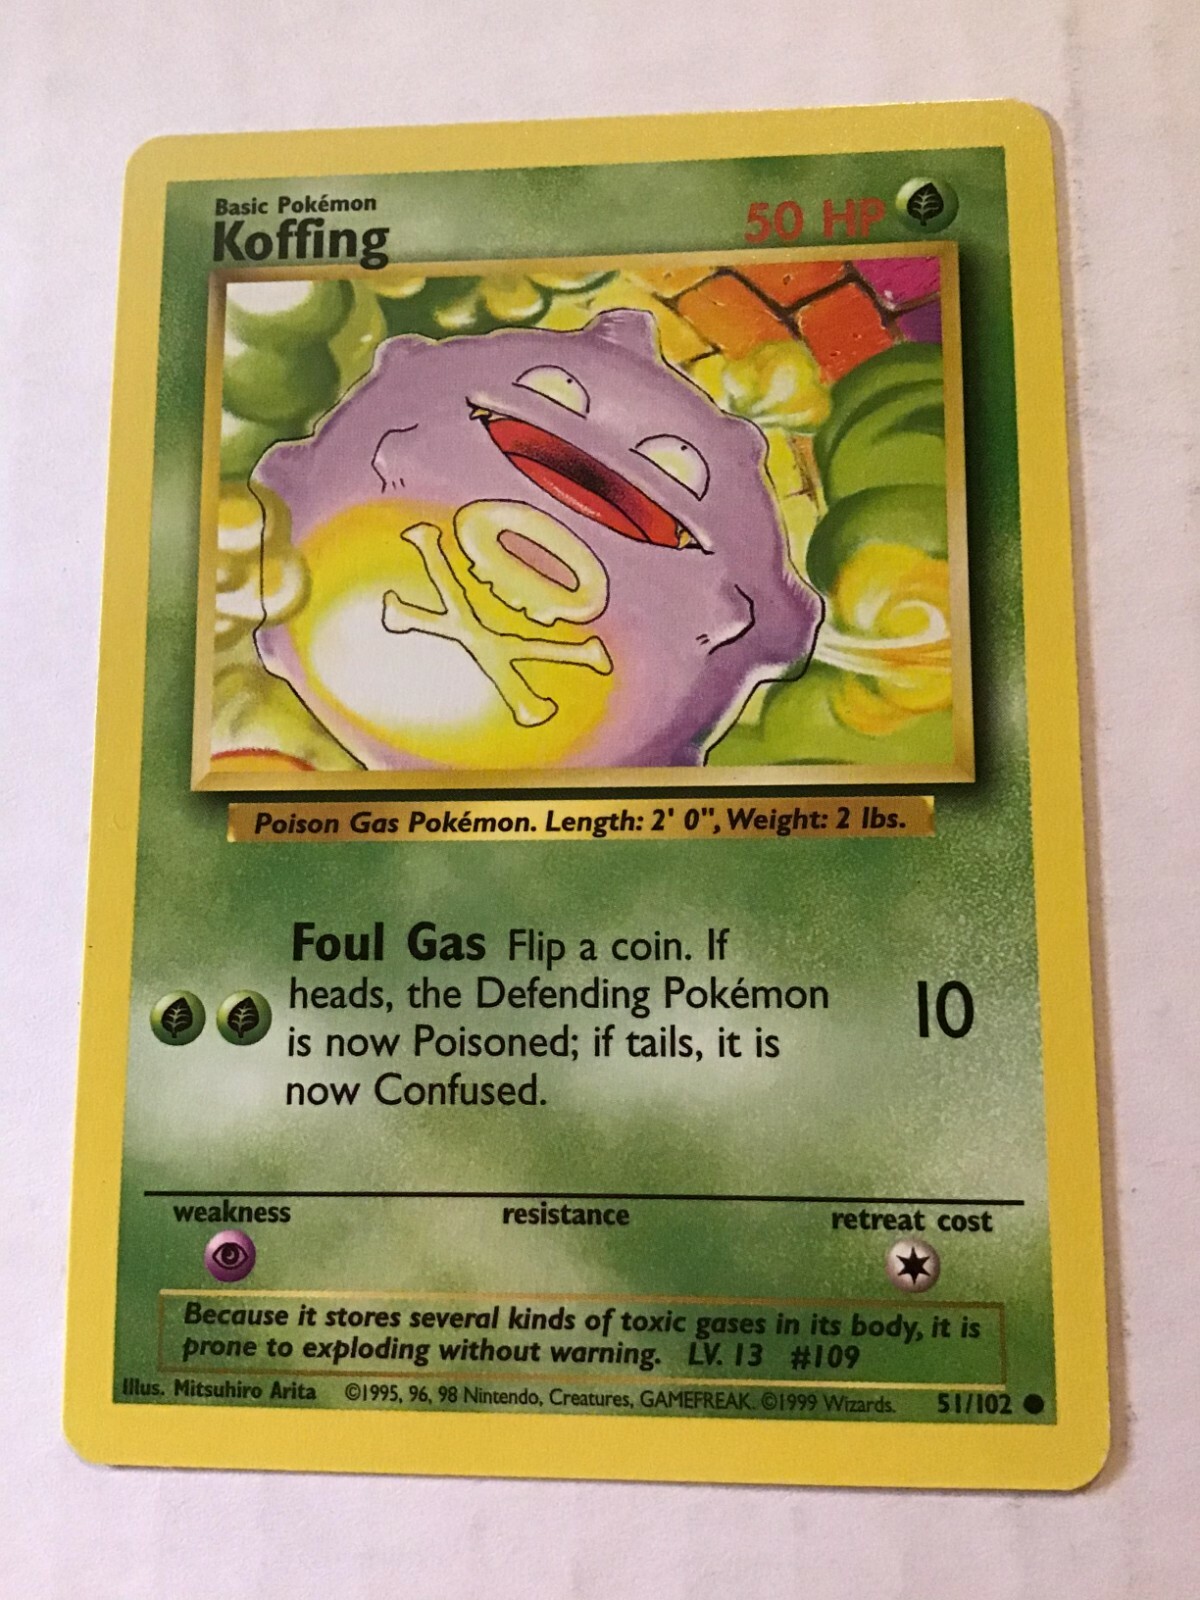 Basic Pokémon
Koffing
50 HP
Poison Gas Pokémon. Length: 2' 0", Weight: 2 lbs.
Foul Gas Flip a coin. If
heads, the Defending Pokémon
is now Poisoned; if tails, it is
now Confused.
10
weakness resistance retreat cost
Because it stores several kinds of toxic gases in its body, it is
prone to exploding without warning. LV. 13 #109
Illus. Mitsuhiro Arita ©1995, 96, 98 Nintendo, Creatures, GAMEFREAK. ©1999 Wizards. 51/102